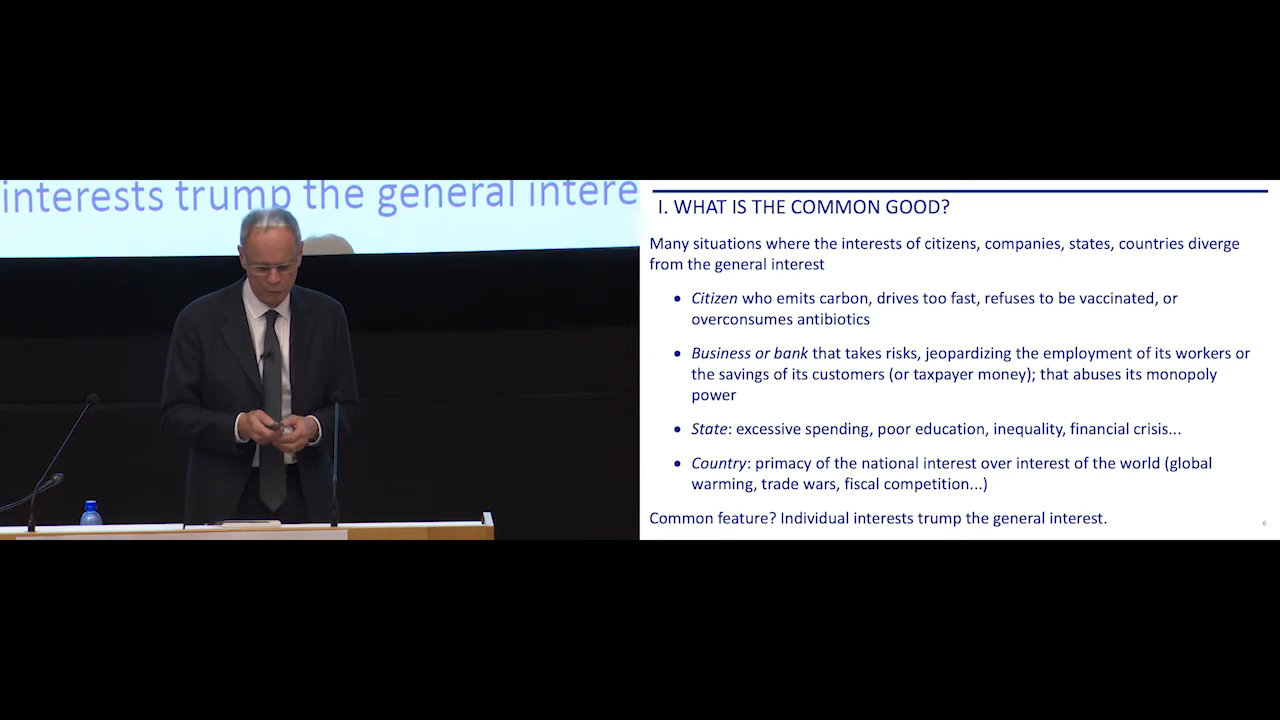 interests trump the general intere
I. WHAT IS THE COMMON GOOD?
Many situations where the interests of citizens, companies, states, countries diverge
from the general interest
• Citizen who emits carbon, drives too fast, refuses to be vaccinated, or
overconsumes antibiotics
• Business or bank that takes risks, jeopardizing the employment of its workers or
the savings of its customers (or taxpayer money); that abuses its monopoly
power
• State: excessive spending, poor education, inequality, financial crisis...
• Country: primacy of the national interest over interest of the world (global
warming, trade wars, fiscal competition...)
Common feature? Individual interests trump the general interest.
6